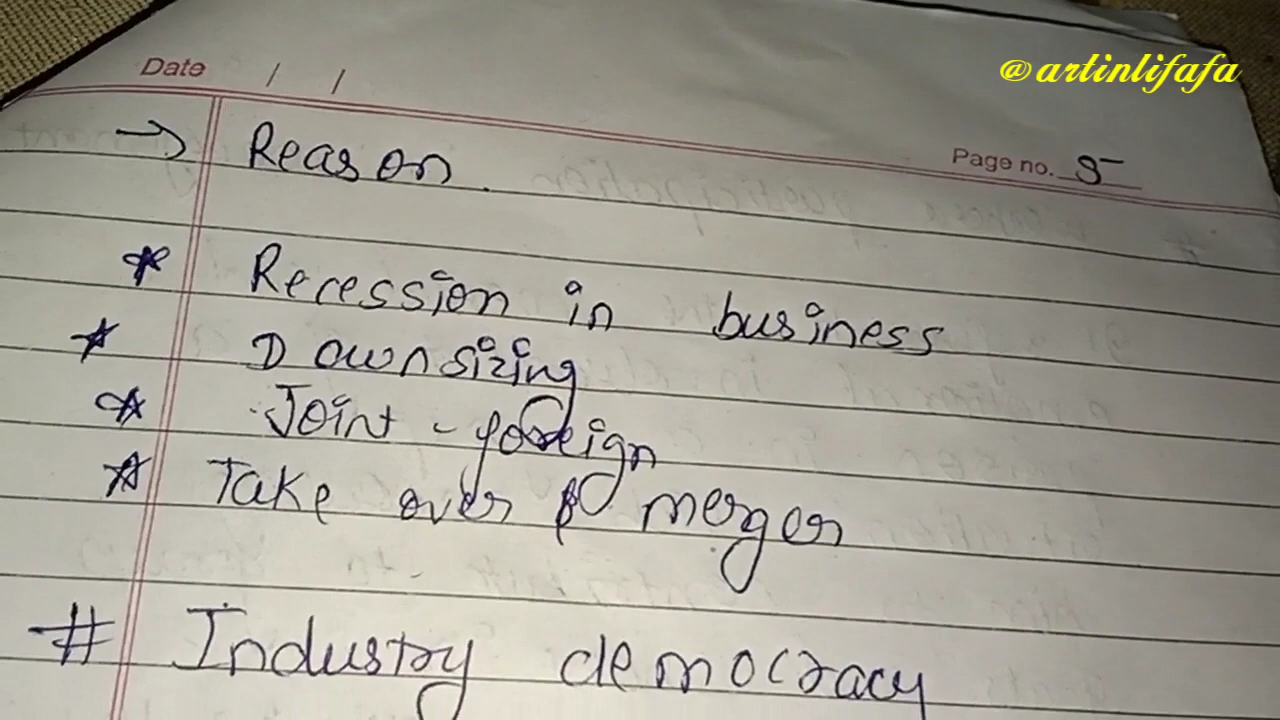 @artinlifafa
Date / /
Page no. 5
→ Reason.
* Recession in business
* Downsizing
* Joint - foreign
* Take over & merger
# Industry democracy